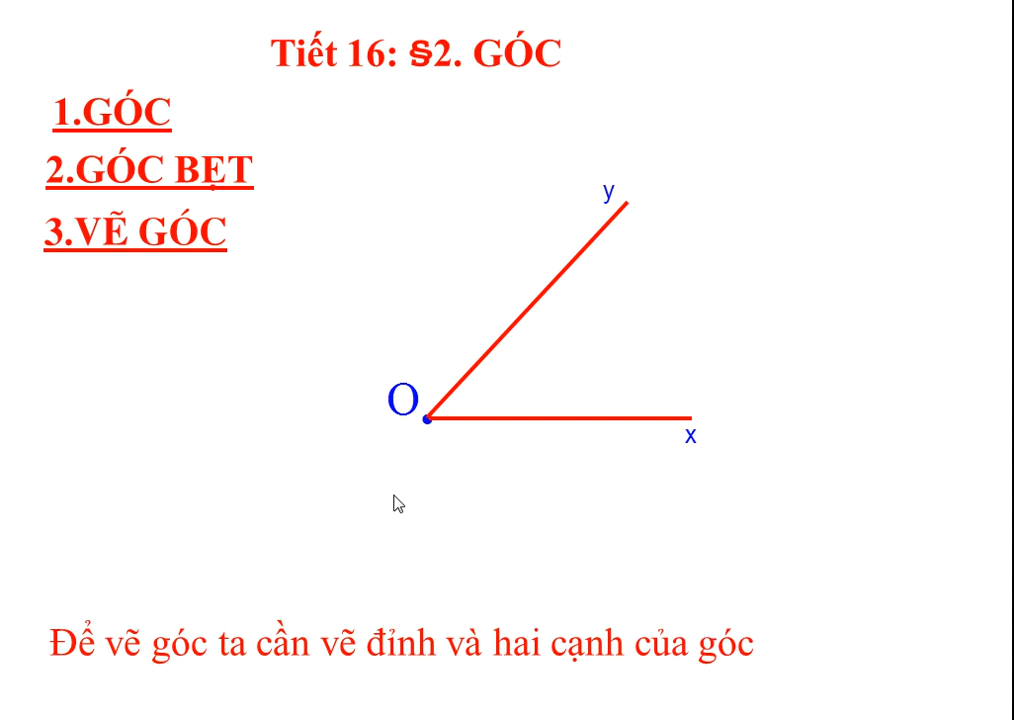 Tiết 16: §2. GÓC
1.GÓC
2.GÓC BẸT
3.VẼ GÓC
y
O
x
Để vẽ góc ta cần vẽ đỉnh và hai cạnh của góc